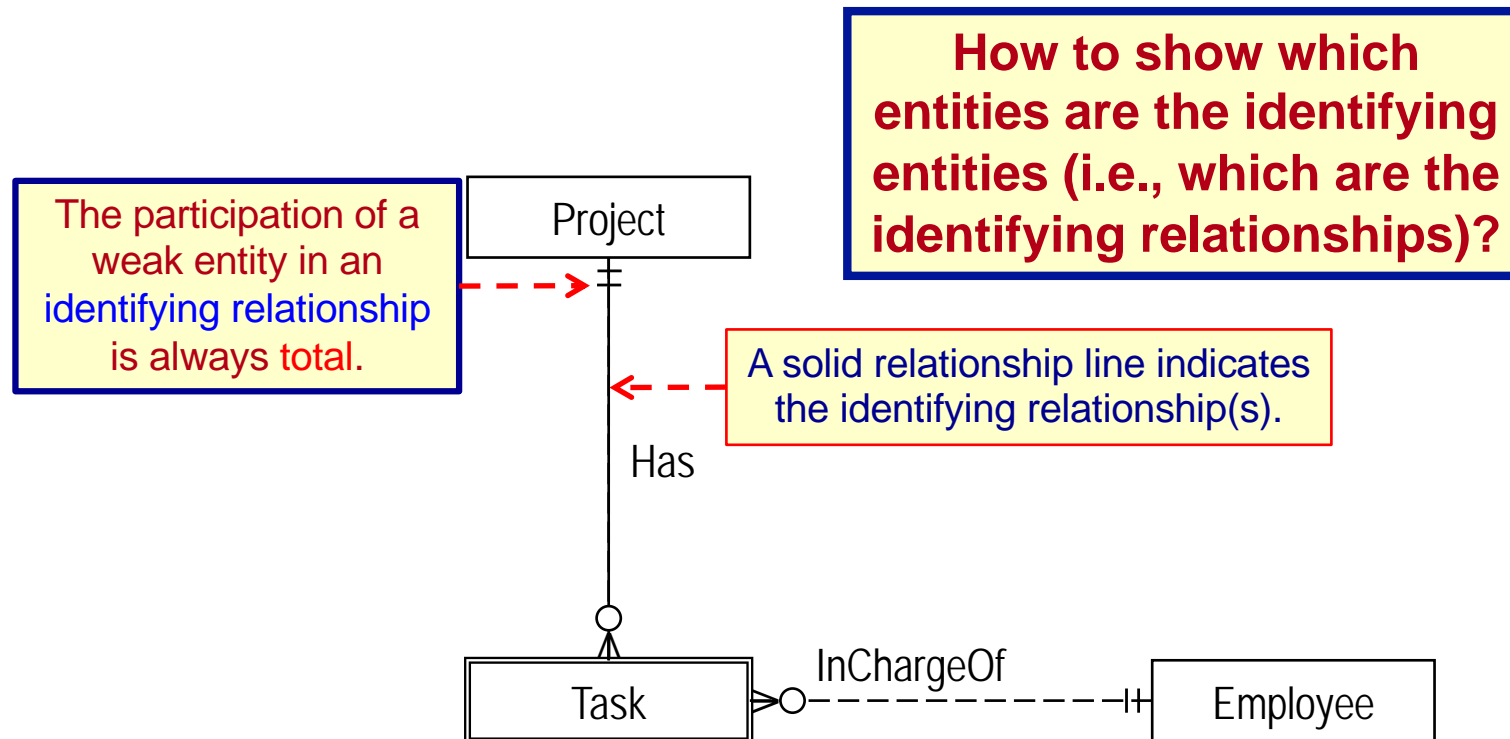 How to show which
entities are the identifying
entities (i.e., which are the
identifying relationships)?
Project
The participation of a
weak entity in an
identifying relationship
is always total.
A solid relationship line indicates
the identifying relationship(s).
Has
InChargeOf
Task
Employee